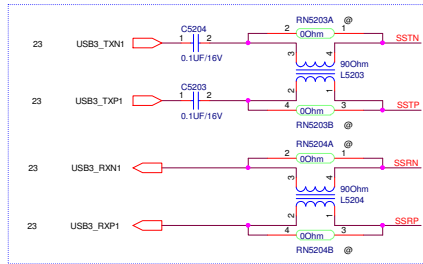 RN5203A @
C5204
2 0Ohm 1
23 USB3_TXN1 1 2 SSTN
0.1UF/16V
3 4
90Ohm
L5203
C5203
2 1
23 USB3_TXP1 1 2 SSTP
4 0Ohm 3
0.1UF/16V
RN5203B @
RN5204A @
2 0Ohm 1
23 USB3_RXN1 SSRN
3 4
90Ohm
L5204
2 1
23 USB3_RXP1 SSRP
4 0Ohm 3
RN5204B @